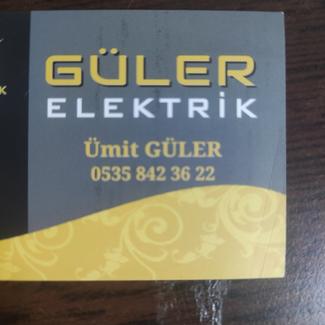 GÜLER
ELEKTRİK
Ümit GÜLER
0535 842 36 22